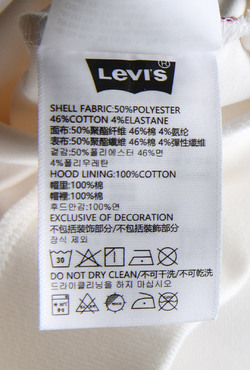 LEVI'S®
SHELL FABRIC:50%POLYESTER
46%COTTON 4%ELASTANE
面布:50%聚酯纤维 46%棉 4%氨纶
表布:50%聚酯纖維 46%棉 4%彈性纖維
겉감:50%폴리에스터 46%면
4%폴리우레탄
HOOD LINING:100%COTTON
帽里:100%棉
帽裡:100%棉
후드안감:100%면
EXCLUSIVE OF DECORATION
不包括装饰部分/不包括裝飾部分
장식 제외
30
DO NOT DRY CLEAN/不可干洗/不可乾洗
드라이클리닝을 하지 마십시오